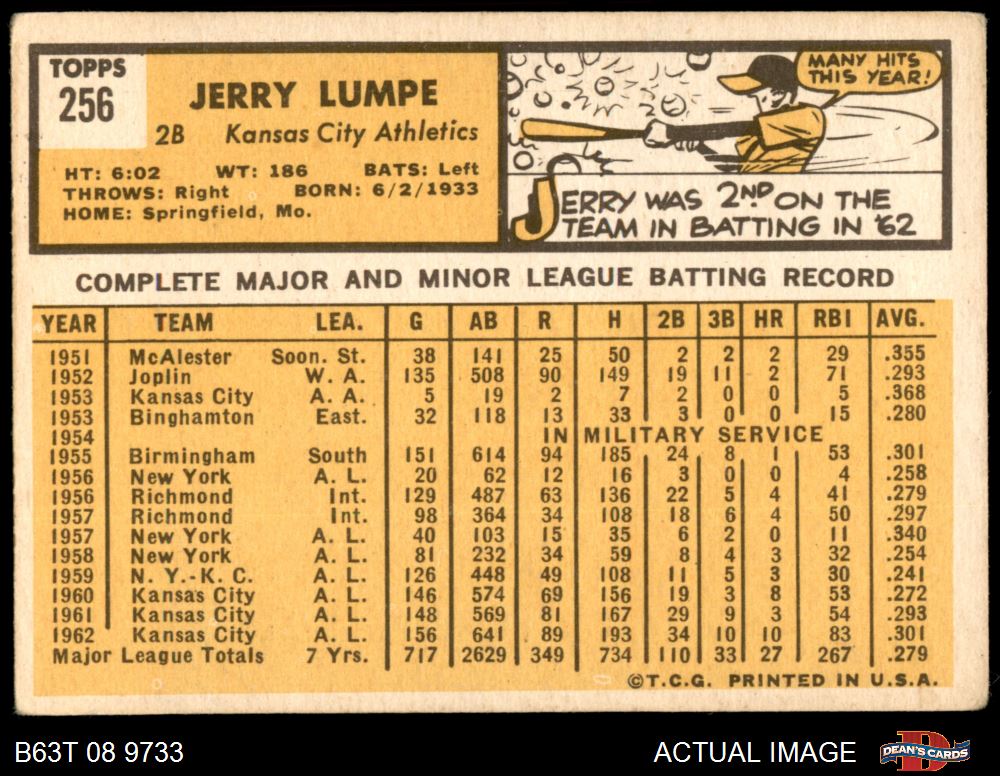 TOPPS
256
JERRY LUMPE
2B Kansas City Athletics
HT: 6:02 WT: 186 BATS: Left
THROWS: Right BORN: 6/2/1933
HOME: Springfield, Mo.
MANY HITS
THIS YEAR!
JERRY WAS 2ND ON THE
TEAM IN BATTING IN '62
COMPLETE MAJOR AND MINOR LEAGUE BATTING RECORD
YEAR TEAM LEA. G AB R H 2B 3B HR RBI AVG.
1951 McAlester Soon. St. 38 141 25 50 2 2 2 29 .355
1952 Joplin W. A. 135 508 90 149 19 11 2 71 .293
1953 Kansas City A. A. 5 19 2 7 2 0 0 5 .368
1953 Binghamton East. 32 118 13 33 3 0 0 15 .280
1954 IN MILITARY SERVICE
1955 Birmingham South 151 614 94 185 24 8 1 53 .301
1956 New York A. L. 20 62 12 16 3 0 0 4 .258
1956 Richmond Int. 129 487 63 136 22 5 4 41 .279
1957 Richmond Int. 98 364 34 108 18 6 4 50 .297
1957 New York A. L. 40 103 15 35 6 2 0 11 .340
1958 New York A. L. 81 232 34 59 8 4 3 32 .254
1959 N. Y.-K. C. A. L. 126 448 49 108 11 5 3 30 .241
1960 Kansas City A. L. 146 574 69 156 19 3 8 53 .272
1961 Kansas City A. L. 148 569 81 167 29 9 3 54 .293
1962 Kansas City A. L. 156 641 89 193 34 10 10 83 .301
Major League Totals 7 Yrs. 717 2629 349 734 110 33 27 267 .279
©T.C.G. PRINTED IN U.S.A.
B63T 08 9733 ACTUAL IMAGE D DEAN'S CARDS